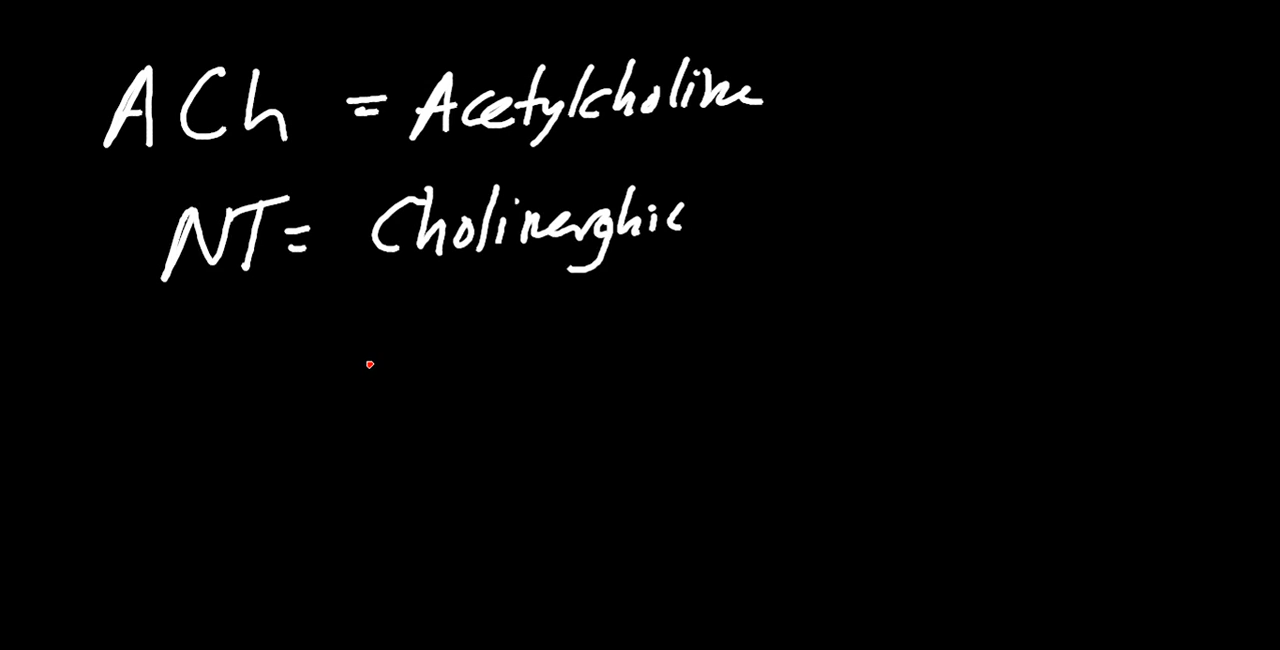 ACh = Acetylcholine
NT = Cholinerghic